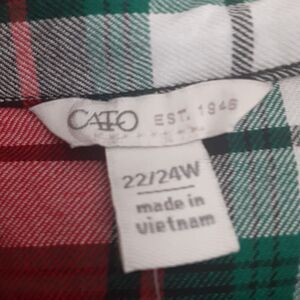 CATO EST. 1946
22/24W
made in
vietnam